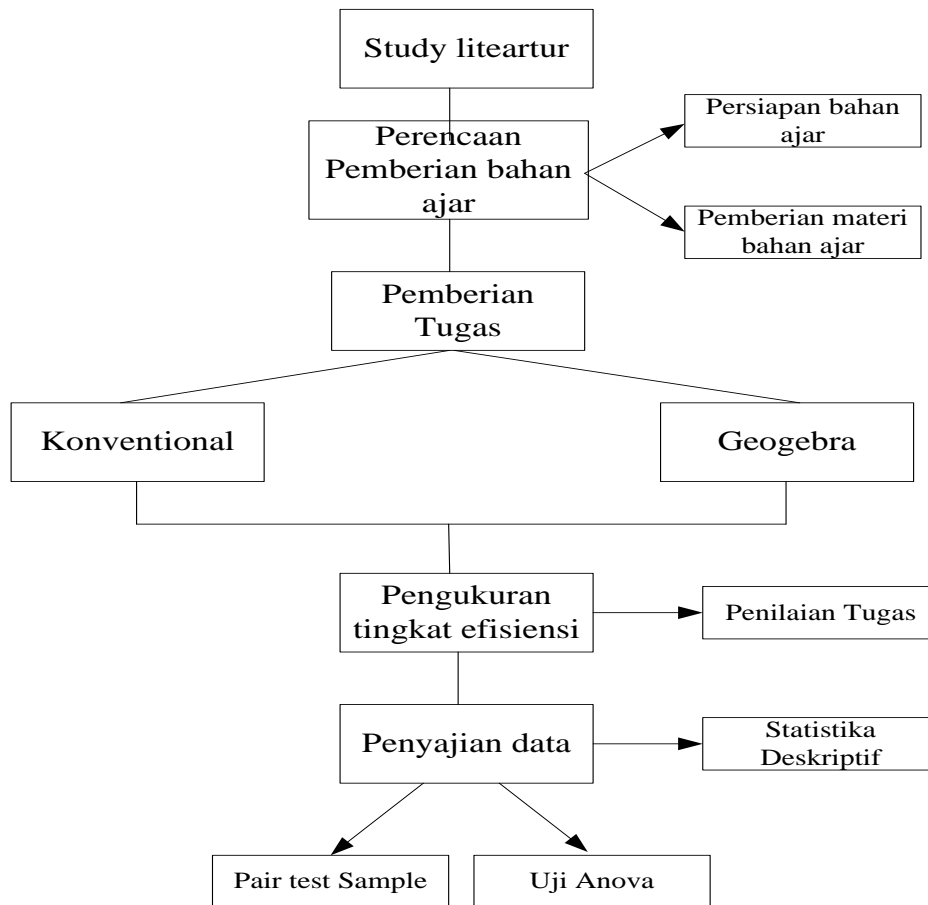 Study liteartur
Perencaan
Pemberian bahan
ajar
Persiapan bahan
ajar
Pemberian materi
bahan ajar
Pemberian
Tugas
Konventional
Geogebra
Pengukuran
tingkat efisiensi
Penilaian Tugas
Penyajian data
Statistika
Deskriptif
Pair test Sample
Uji Anova